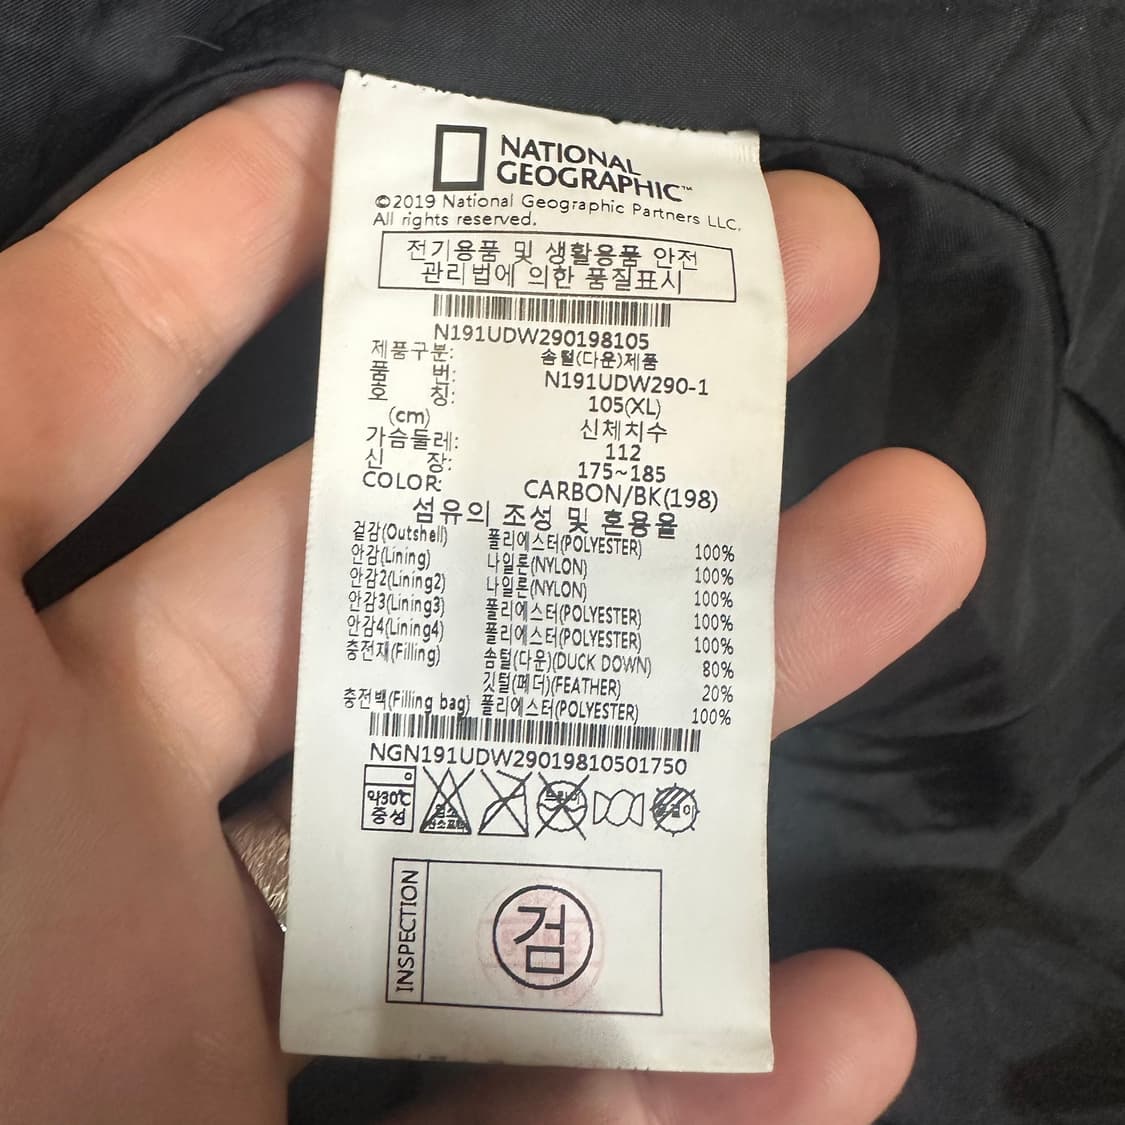 NATIONAL
GEOGRAPHIC™
©2019 National Geographic Partners LLC.
All rights reserved.
전기용품 및 생활용품 안전
관리법에 의한 품질표시
N191UDW290198105
제품구분: 솜털(다운)제품
품 번: N191UDW290-1
호 칭: 105(XL)
(cm) 신체치수
가슴둘레: 112
신 장: 175~185
COLOR: CARBON/BK(198)
섬유의 조성 및 혼용율
겉감(Outshell) 폴리에스터(POLYESTER) 100%
안감(Lining) 나일론(NYLON) 100%
안감2(Lining2) 나일론(NYLON) 100%
안감3(Lining3) 폴리에스터(POLYESTER) 100%
안감4(Lining4) 폴리에스터(POLYESTER) 100%
충전재(Filling) 솜털(다운)(DUCK DOWN) 80%
깃털(페더)(FEATHER) 20%
충전백(Filling bag) 폴리에스터(POLYESTER) 100%
NGN191UDW29019810501750
약30℃
중성
INSPECTION
검